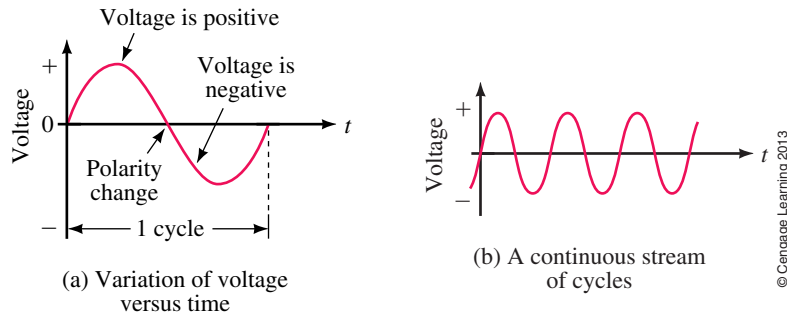 Voltage is positive
Voltage is
negative
Voltage
+
0
−
t
Polarity
change
1 cycle
(a) Variation of voltage
versus time
Voltage
+
−
t
(b) A continuous stream
of cycles
© Cengage Learning 2013